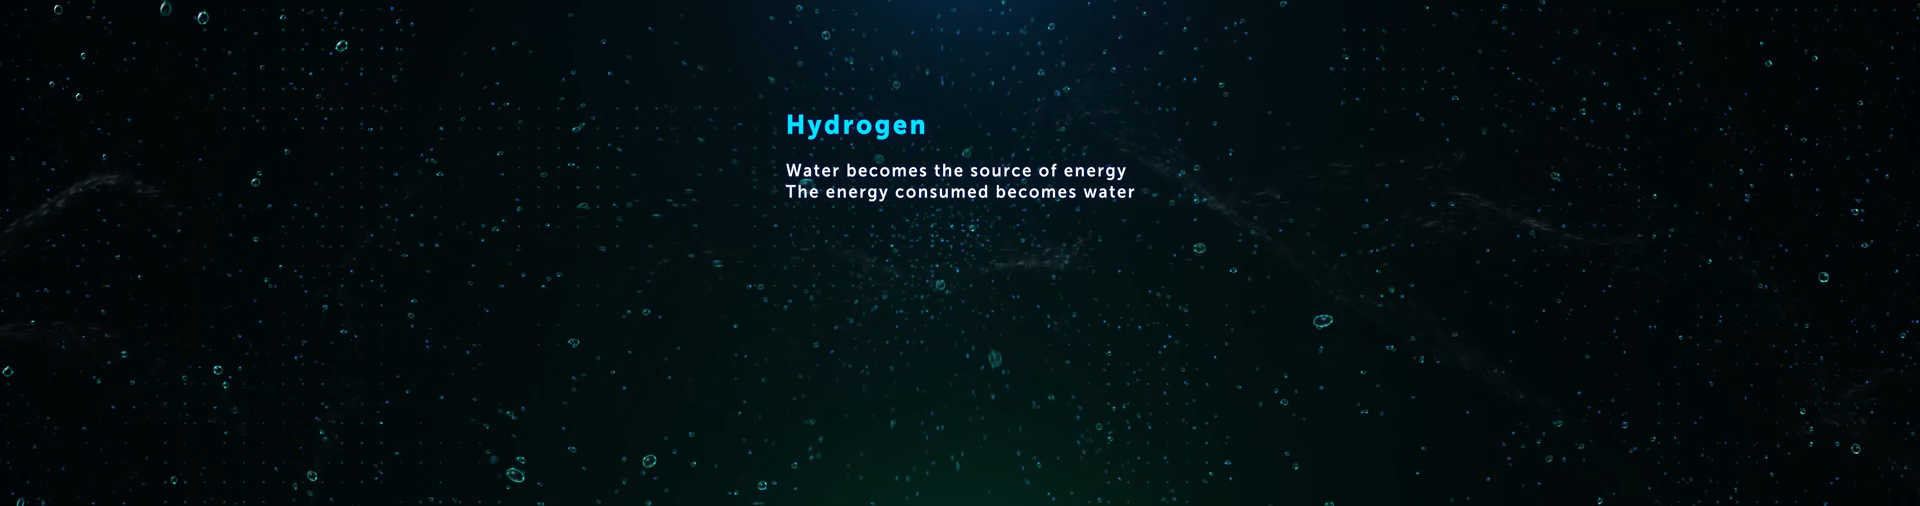 Hydrogen
Water becomes the source of energy
The energy consumed becomes water